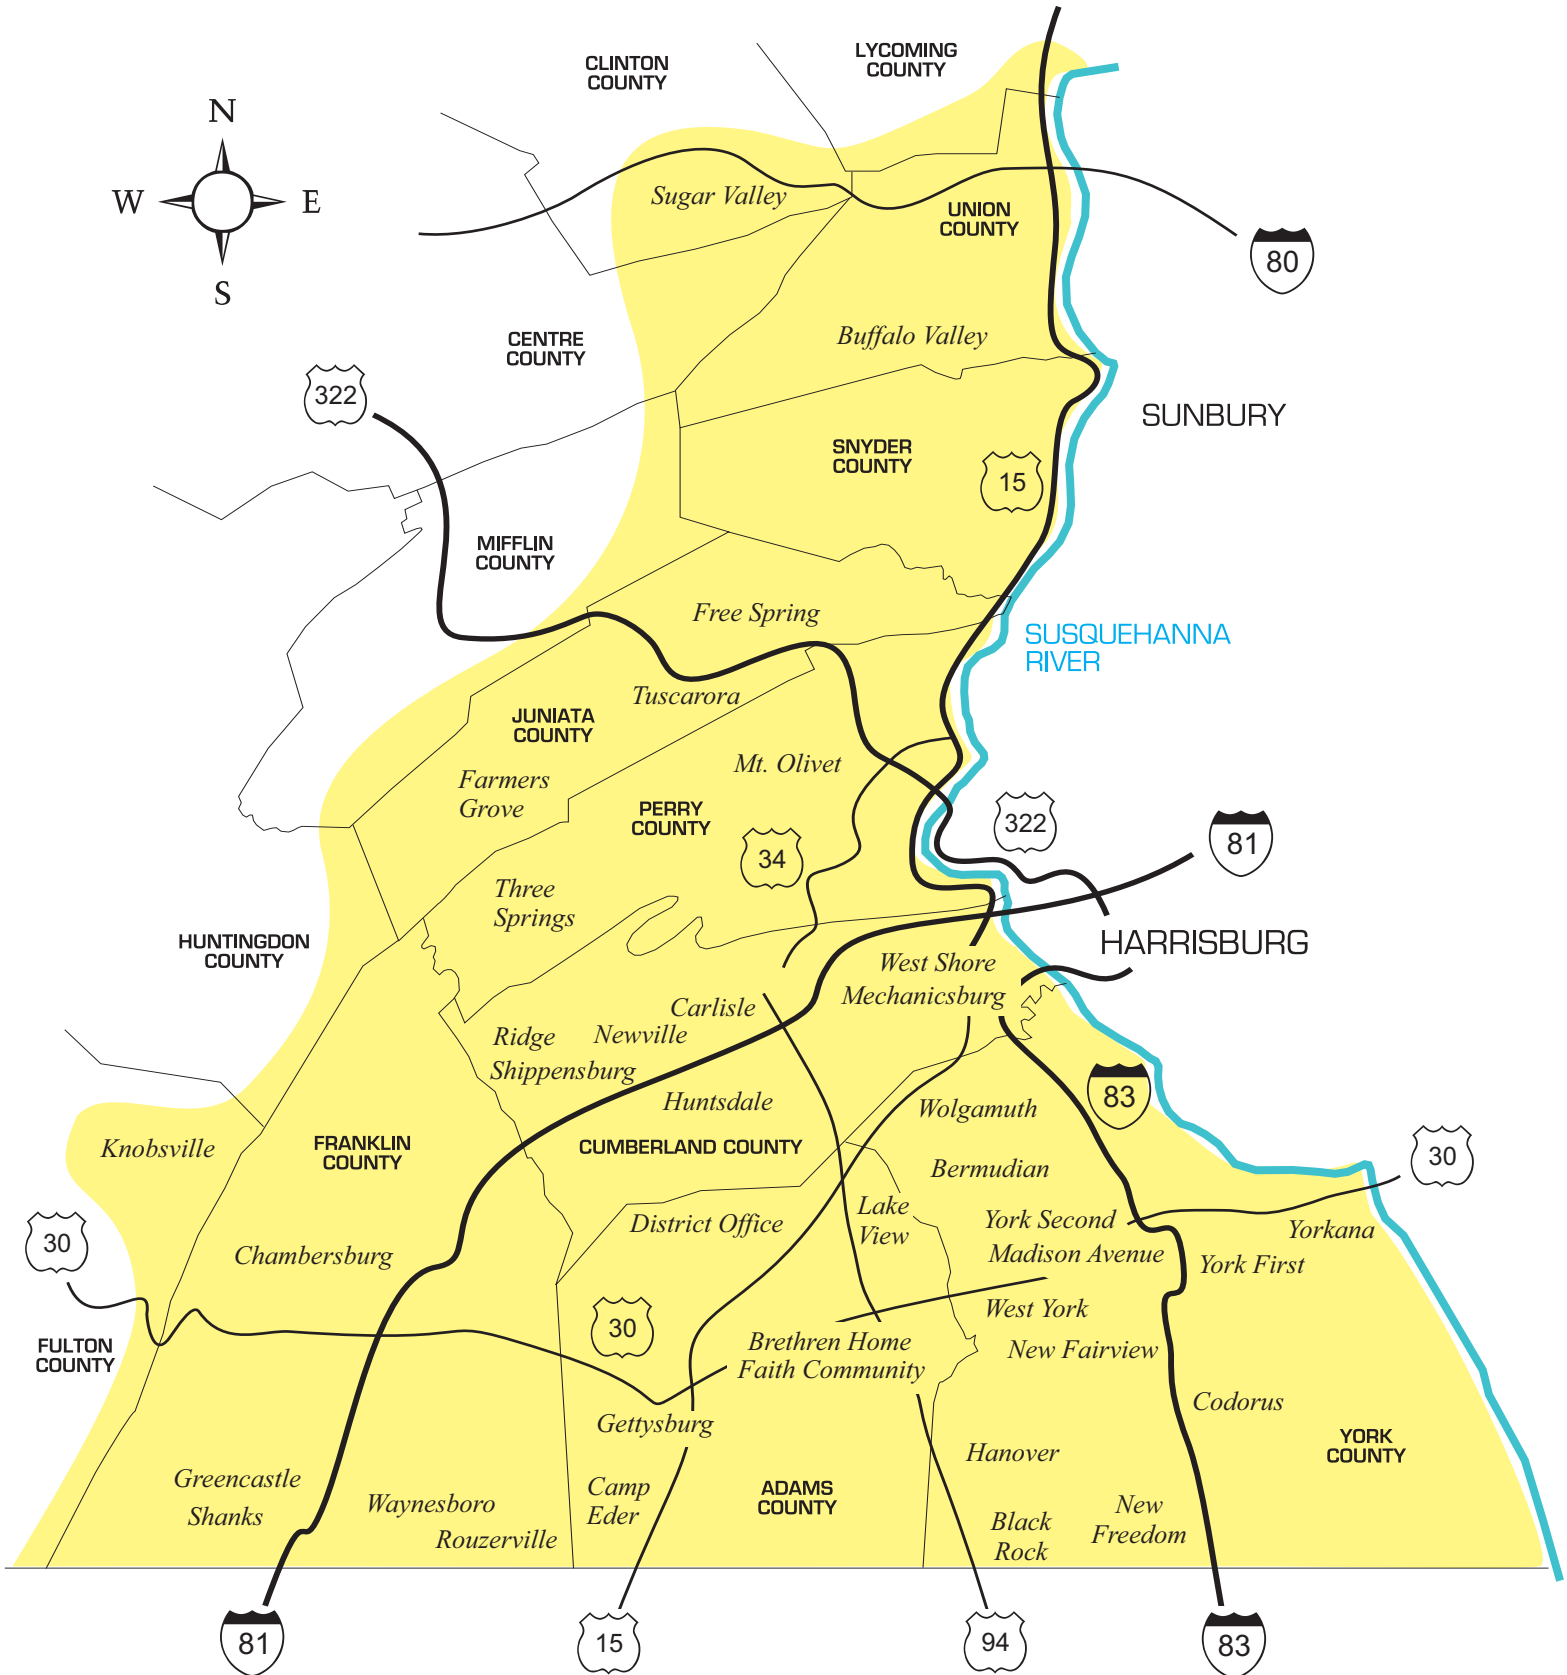 LYCOMING
COUNTY
CLINTON
COUNTY
N
W
E
S
Sugar Valley
UNION
COUNTY
80
Buffalo Valley
CENTRE
COUNTY
322
SUNBURY
SNYDER
COUNTY
15
MIFFLIN
COUNTY
Free Spring
SUSQUEHANNA
RIVER
Tuscarora
JUNIATA
COUNTY
Mt. Olivet
Farmers
Grove
PERRY
COUNTY
322
81
34
Three
Springs
HUNTINGDON
COUNTY
HARRISBURG
West Shore
Mechanicsburg
Carlisle
Ridge
Newville
Shippensburg
83
Huntsdale
Wolgamuth
Knobsville
FRANKLIN
COUNTY
CUMBERLAND COUNTY
30
Bermudian
Lake
View
District Office
York Second
Yorkana
30
Chambersburg
Madison Avenue
York First
West York
30
FULTON
COUNTY
Brethren Home
Faith Community
New Fairview
Codorus
Gettysburg
YORK
COUNTY
Hanover
Greencastle
Shanks
Waynesboro
Rouzerville
Camp
Eder
ADAMS
COUNTY
New
Freedom
Black
Rock
81
15
94
83